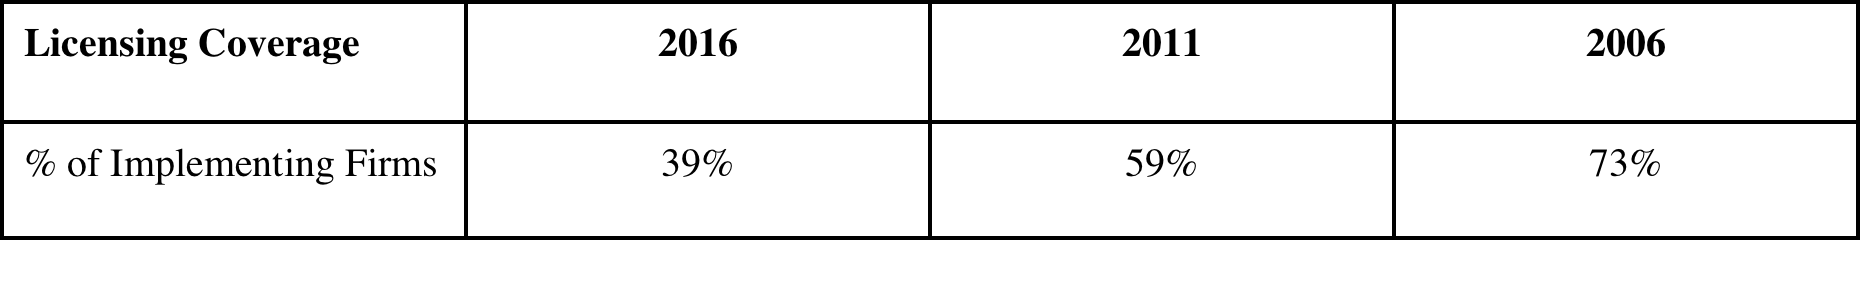 Licensing Coverage 2016 2011 2006
% of Implementing Firms 39% 59% 73%